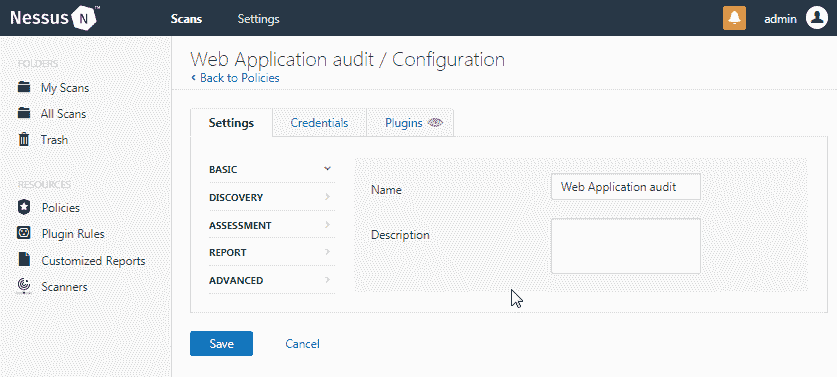 Nessus N ™
Scans
Settings
admin
FOLDERS
My Scans
All Scans
Trash
RESOURCES
Policies
Plugin Rules
Customized Reports
Scanners
Web Application audit / Configuration
‹ Back to Policies
Settings
Credentials
Plugins
BASIC
DISCOVERY
ASSESSMENT
REPORT
ADVANCED
Name
Web Application audit
Description
Save
Cancel